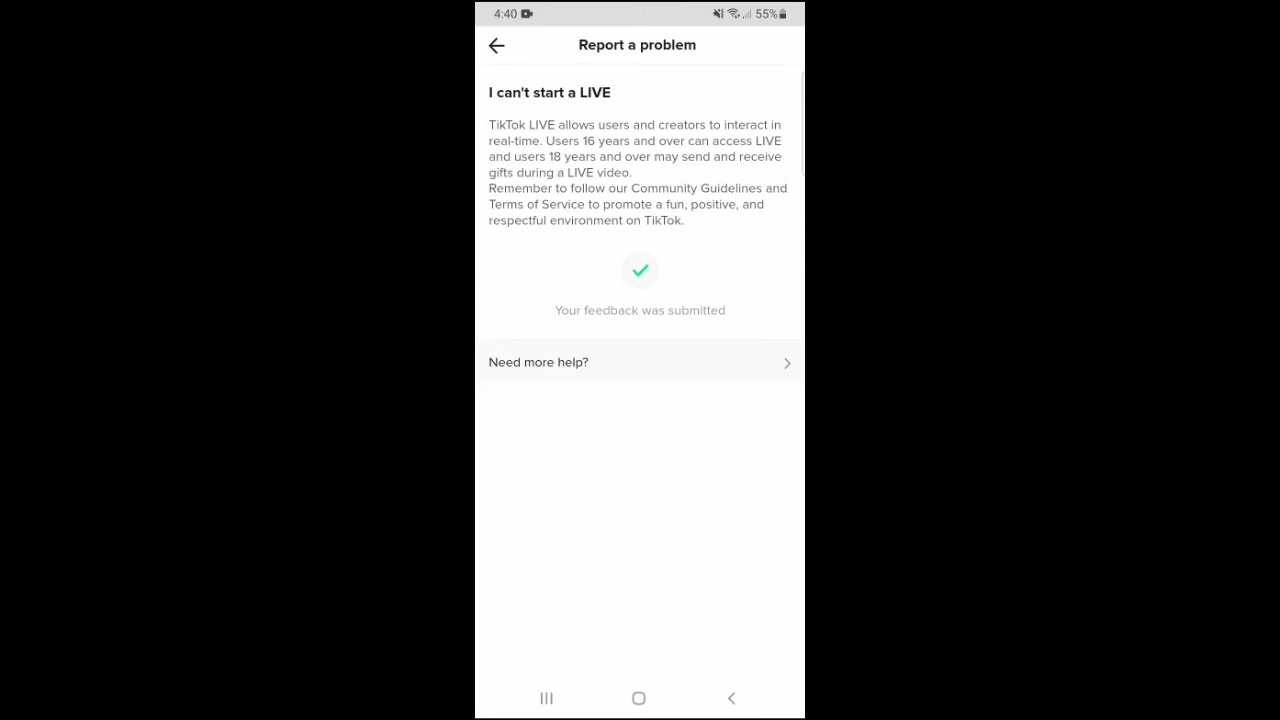 4:40 55%
Report a problem
I can't start a LIVE
TikTok LIVE allows users and creators to interact in
real-time. Users 16 years and over can access LIVE
and users 18 years and over may send and receive
gifts during a LIVE video.
Remember to follow our Community Guidelines and
Terms of Service to promote a fun, positive, and
respectful environment on TikTok.
Your feedback was submitted
Need more help?